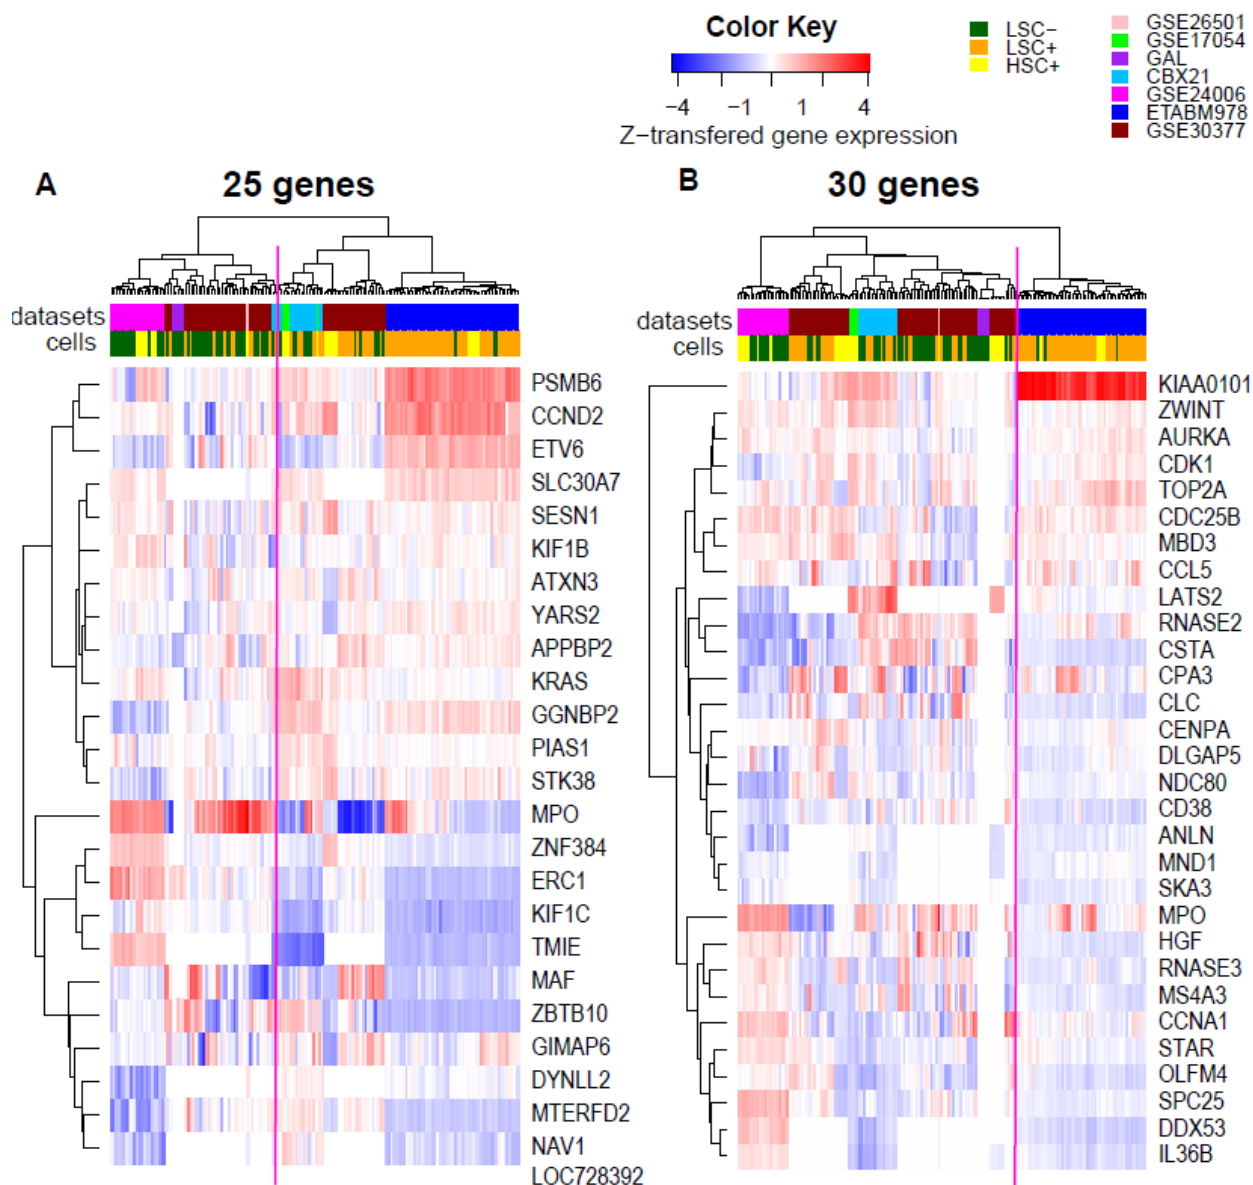 Color Key
−4 −1 1 4
Z−transfered gene expression
LSC−
LSC+
HSC+
GSE26501
GSE17054
GAL
CBX21
GSE24006
ETABM978
GSE30377
A
25 genes
datasets
cells
PSMB6
CCND2
ETV6
SLC30A7
SESN1
KIF1B
ATXN3
YARS2
APPBP2
KRAS
GGNBP2
PIAS1
STK38
MPO
ZNF384
ERC1
KIF1C
TMIE
MAF
ZBTB10
GIMAP6
DYNLL2
MTERFD2
NAV1
LOC728392
B
30 genes
datasets
cells
KIAA0101
ZWINT
AURKA
CDK1
TOP2A
CDC25B
MBD3
CCL5
LATS2
RNASE2
CSTA
CPA3
CLC
CENPA
DLGAP5
NDC80
CD38
ANLN
MND1
SKA3
MPO
HGF
RNASE3
MS4A3
CCNA1
STAR
OLFM4
SPC25
DDX53
IL36B